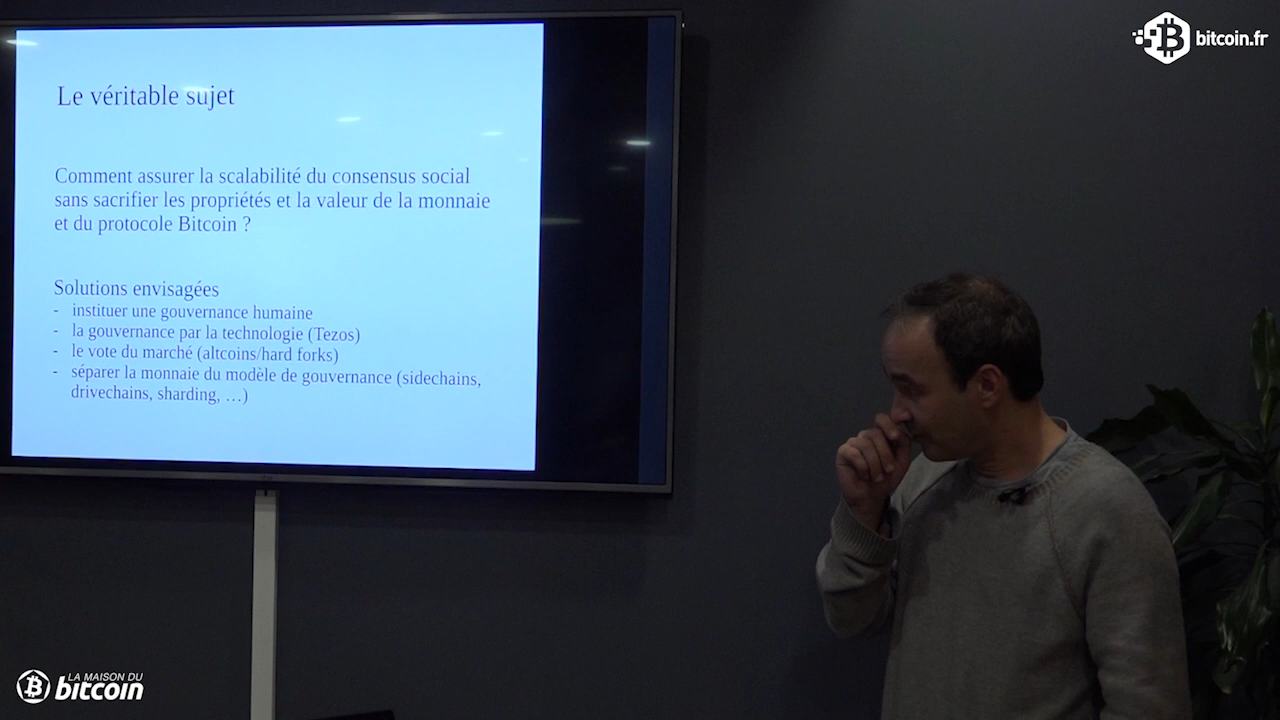 Le véritable sujet
Comment assurer la scalabilité du consensus social
sans sacrifier les propriétés et la valeur de la monnaie
et du protocole Bitcoin ?
Solutions envisagées
- instituer une gouvernance humaine
- la gouvernance par la technologie (Tezos)
- le vote du marché (altcoins/hard forks)
- séparer la monnaie du modèle de gouvernance (sidechains,
drivechains, sharding, …)
bitcoin.fr
LA MAISON DU
bitcoin